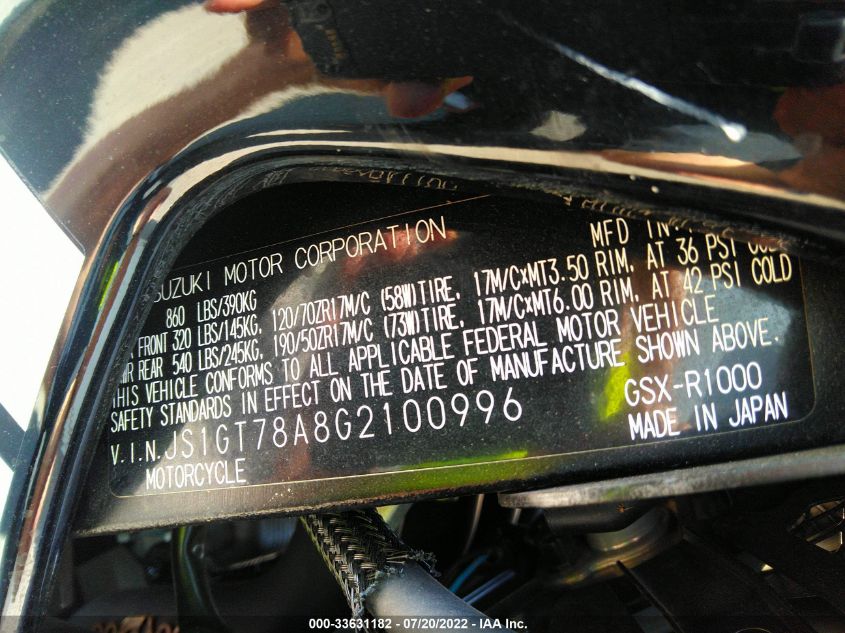 SUZUKI MOTOR CORPORATION MFD IN
860 LBS/390KG
FRONT 320 LBS/145KG, 120/70ZR17M/C (58W)TIRE, 17M/CxMT3.50 RIM, AT 36 PSI COLD
REAR 540 LBS/245KG, 190/50ZR17M/C (73W)TIRE, 17M/CxMT6.00 RIM, AT 42 PSI COLD
THIS VEHICLE CONFORMS TO ALL APPLICABLE FEDERAL MOTOR VEHICLE
SAFETY STANDARDS IN EFFECT ON THE DATE OF MANUFACTURE SHOWN ABOVE.
V.I.N.JS1GT78A8G2100996 GSX-R1000
MOTORCYCLE MADE IN JAPAN
000-33631182 / 07/20/2022 - IAA Inc.